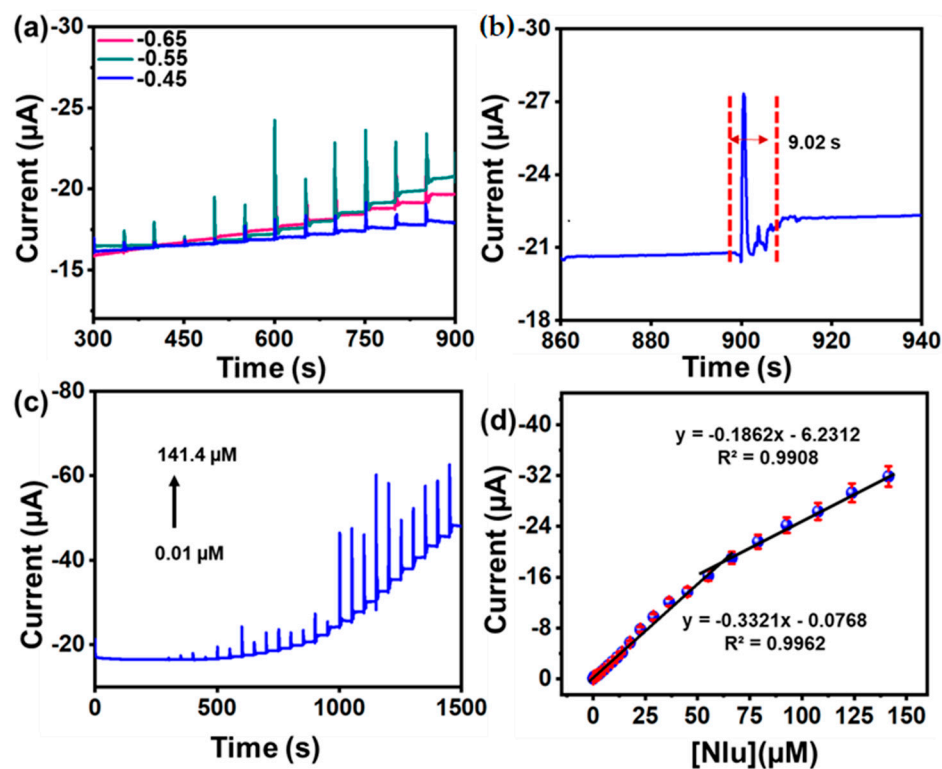 (a)
-30
-25
-20
-15
Current (µA)
-0.65
-0.55
-0.45
300 450 600 750 900
Time (s)
(b)
-30
-27
-24
-21
-18
Current (µA)
9.02 s
860 880 900 920 940
Time (s)
(c)
-80
-60
-40
-20
Current (µA)
141.4 µM
0.01 µM
0 500 1000 1500
Time (s)
(d)
-40
-32
-24
-16
-8
0
Current (µA)
y = -0.1862x - 6.2312
R² = 0.9908
y = -0.3321x - 0.0768
R² = 0.9962
0 25 50 75 100 125 150
[Nlu](µM)